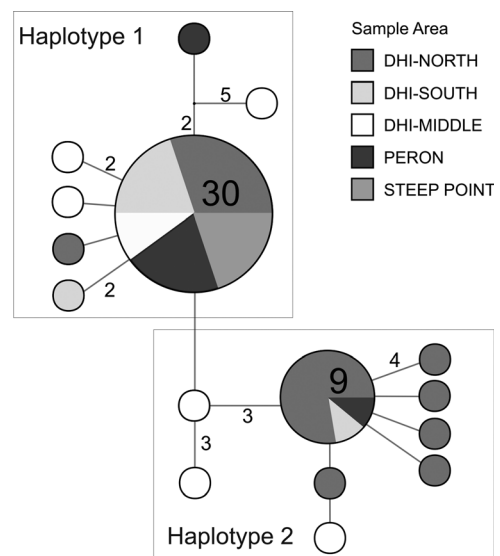 Haplotype 1
Sample Area
DHI-NORTH
DHI-SOUTH
DHI-MIDDLE
PERON
STEEP POINT
5
2
2
30
2
9
4
3
3
Haplotype 2